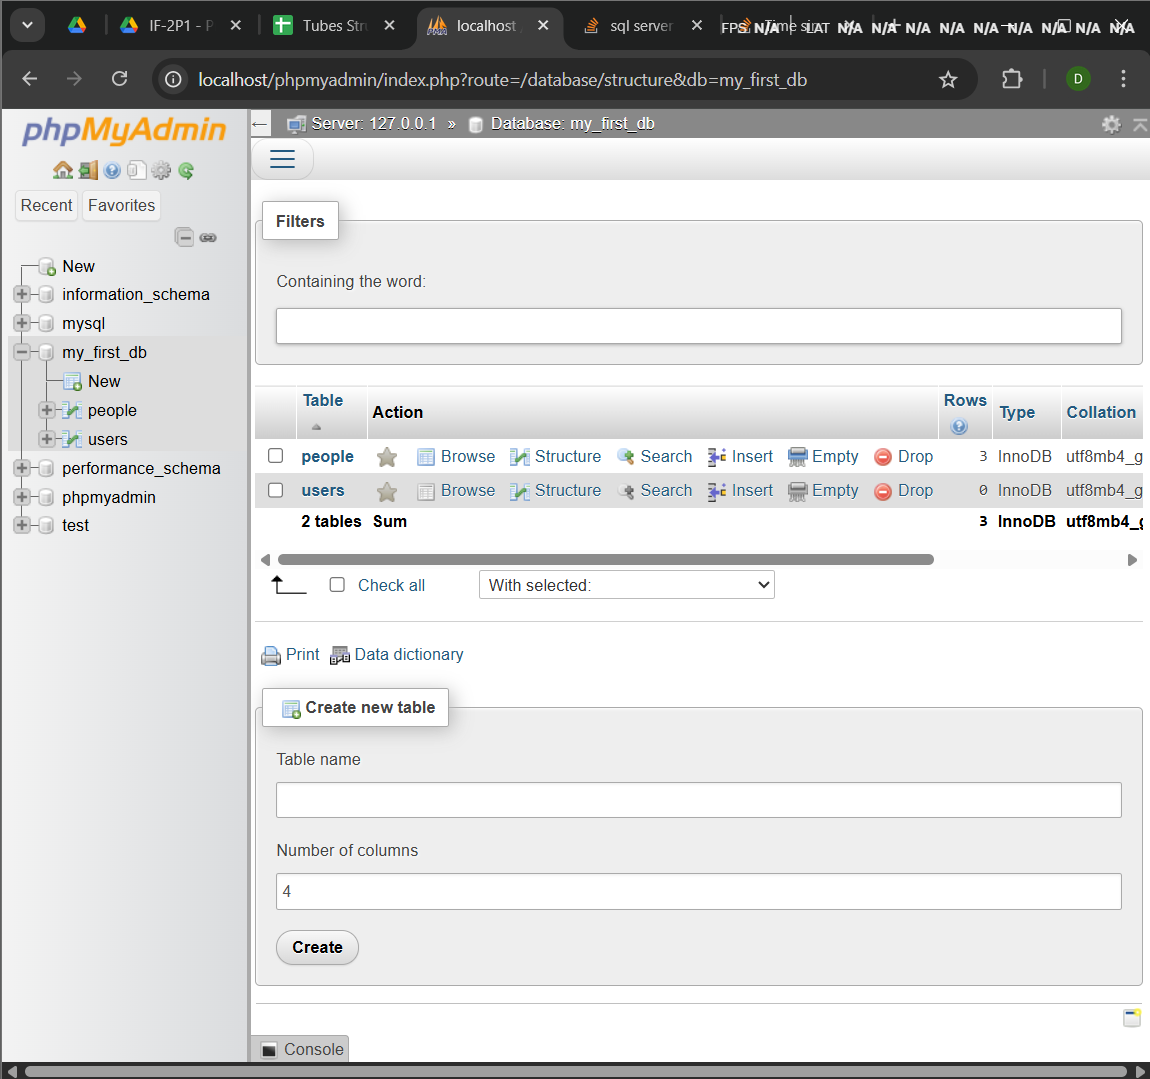 IF-2P1 - P
Tubes Stru
localhost
sql server
Time sin
FPS N/A LAT N/A N/A N/A N/A N/A N/A N/A N/A N/A
localhost/phpmyadmin/index.php?route=/database/structure&db=my_first_db
D
phpMyAdmin
Server: 127.0.0.1 » Database: my_first_db
Recent Favorites
New
information_schema
mysql
my_first_db
New
people
users
performance_schema
phpmyadmin
test
Filters
Containing the word:
Table Action Rows Type Collation
people Browse Structure Search Insert Empty Drop 3 InnoDB utf8mb4_g
users Browse Structure Search Insert Empty Drop 0 InnoDB utf8mb4_g
2 tables Sum 3 InnoDB utf8mb4_g
Check all With selected:
Print Data dictionary
Create new table
Table name
Number of columns
4
Create
Console